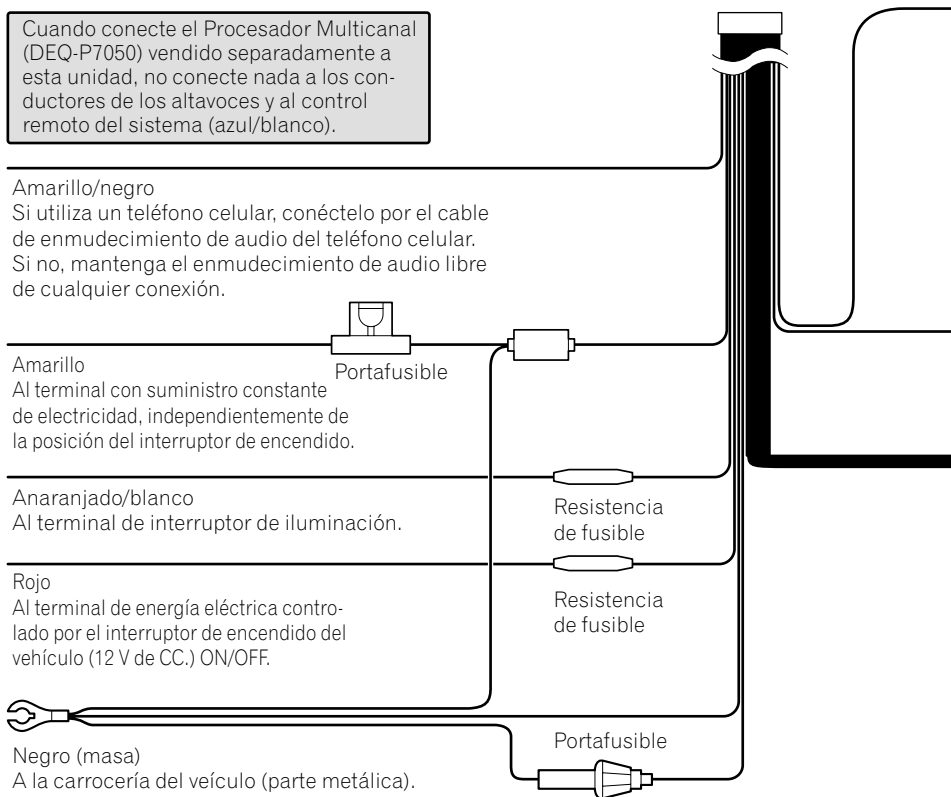 Cuando conecte el Procesador Multicanal
(DEQ-P7050) vendido separadamente a
esta unidad, no conecte nada a los con-
ductores de los altavoces y al control
remoto del sistema (azul/blanco).
Amarillo/negro
Si utiliza un teléfono celular, conéctelo por el cable
de enmudecimiento de audio del teléfono celular.
Si no, mantenga el enmudecimiento de audio libre
de cualquier conexión.
Portafusible
Amarillo
Al terminal con suministro constante
de electricidad, independientemente de
la posición del interruptor de encendido.
Anaranjado/blanco
Al terminal de interruptor de iluminación.
Resistencia
de fusible
Rojo
Al terminal de energía eléctrica contro-
lado por el interruptor de encendido del
vehículo (12 V de CC.) ON/OFF.
Resistencia
de fusible
Portafusible
Negro (masa)
A la carrocería del veículo (parte metálica).